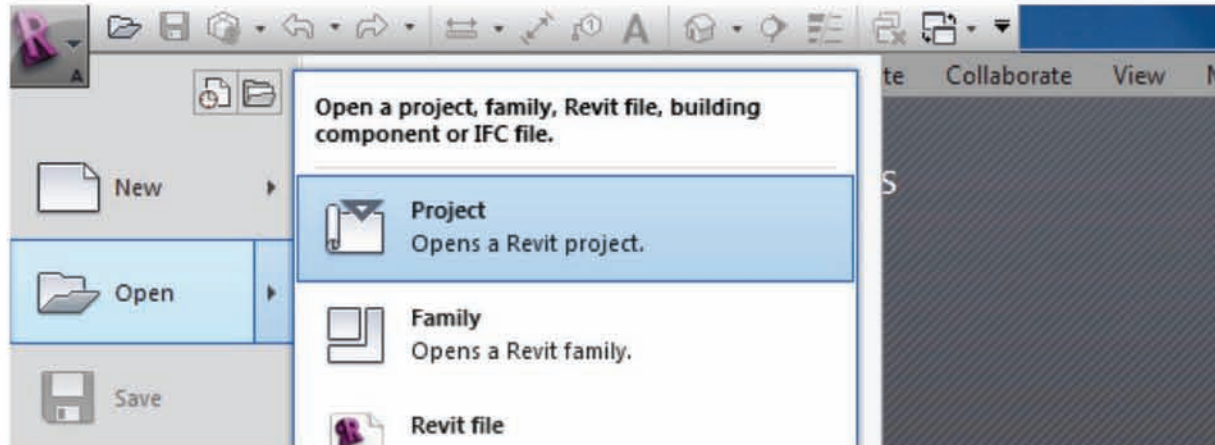 A
te Collaborate View
Open a project, family, Revit file, building
component or IFC file.
New
Project
Opens a Revit project.
Open
Family
Opens a Revit family.
Save
Revit file